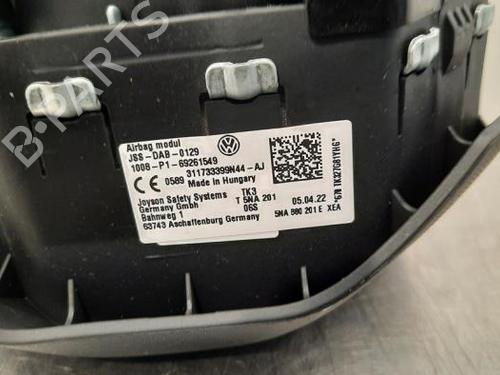 B-PARTS
Airbag modul
JSS-DAB-0129
1008-P1-69261549
CE 0589 311733399N44-AJ
Made in Hungary
Joyson Safety Systems TK3
Germany GmbH T 5NA 201
Bahnweg 1 06S 05.04.22
63743 Aschaffenburg Germany 5NA 880 201 E XEA